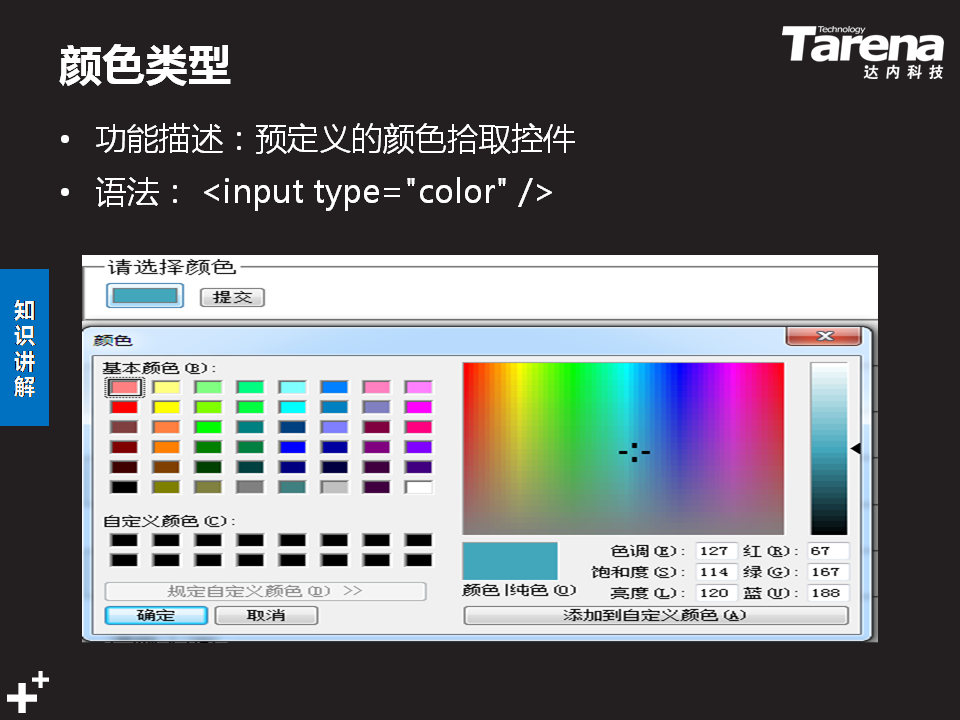 颜色类型
Technology
Tarena
达内科技
• 功能描述：预定义的颜色拾取控件
• 语法： <input type="color" />
知识讲解
请选择颜色
提交
颜色
基本颜色(B):
自定义颜色(C):
规定自定义颜色(D) >>
确定
取消
颜色|纯色(O)
色调(E): 127 红(R): 67
饱和度(S): 114 绿(G): 167
亮度(L): 120 蓝(U): 188
添加到自定义颜色(A)